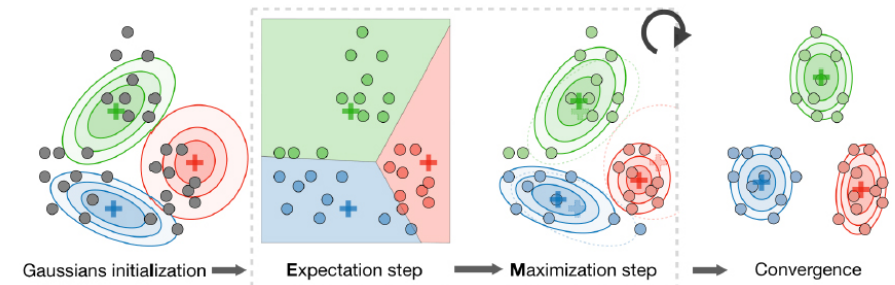 Gaussians initialization
Expectation step
Maximization step
Convergence